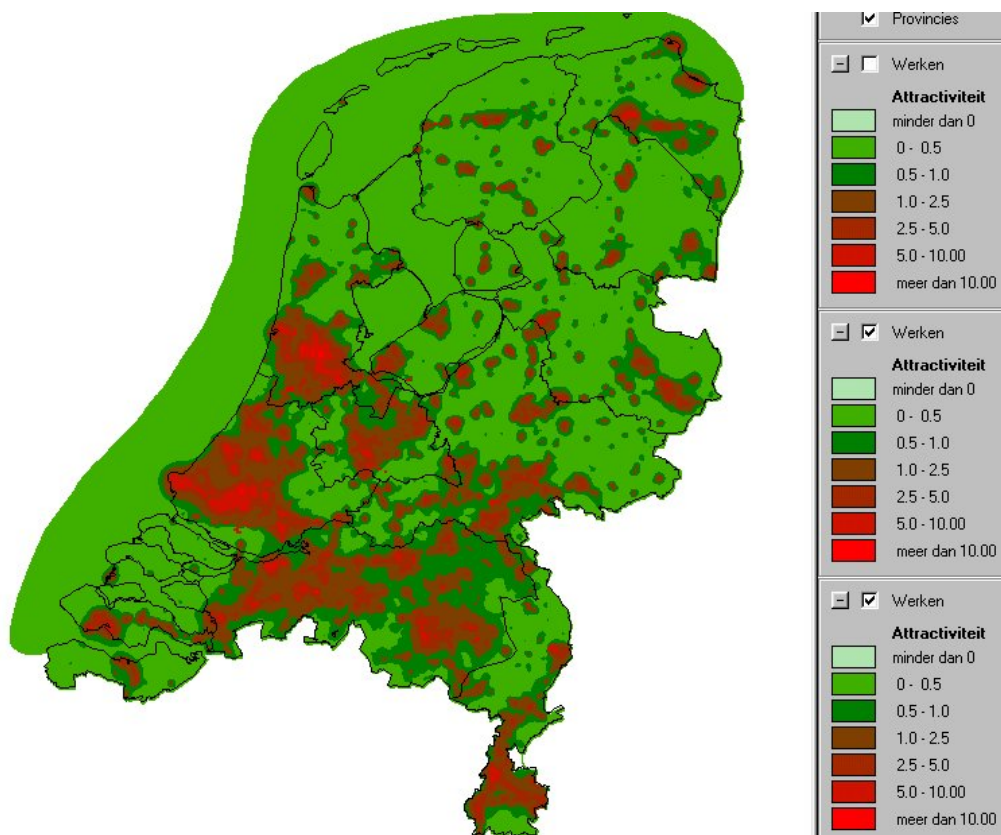 Provincies
Werken
Attractiviteit
minder dan 0
0 - 0.5
0.5 - 1.0
1.0 - 2.5
2.5 - 5.0
5.0 - 10.00
meer dan 10.00
Werken
Attractiviteit
minder dan 0
0 - 0.5
0.5 - 1.0
1.0 - 2.5
2.5 - 5.0
5.0 - 10.00
meer dan 10.00
Werken
Attractiviteit
minder dan 0
0 - 0.5
0.5 - 1.0
1.0 - 2.5
2.5 - 5.0
5.0 - 10.00
meer dan 10.00